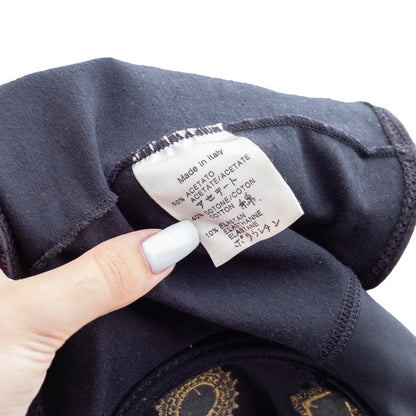 Made in Italy
50% ACETATO
ACETATE/ACETATE
アセテート
40% COTONE/COTON
COTTON 綿
10% ELASTAN
ELASTHANNE
ELASTANE
ポリウレタン